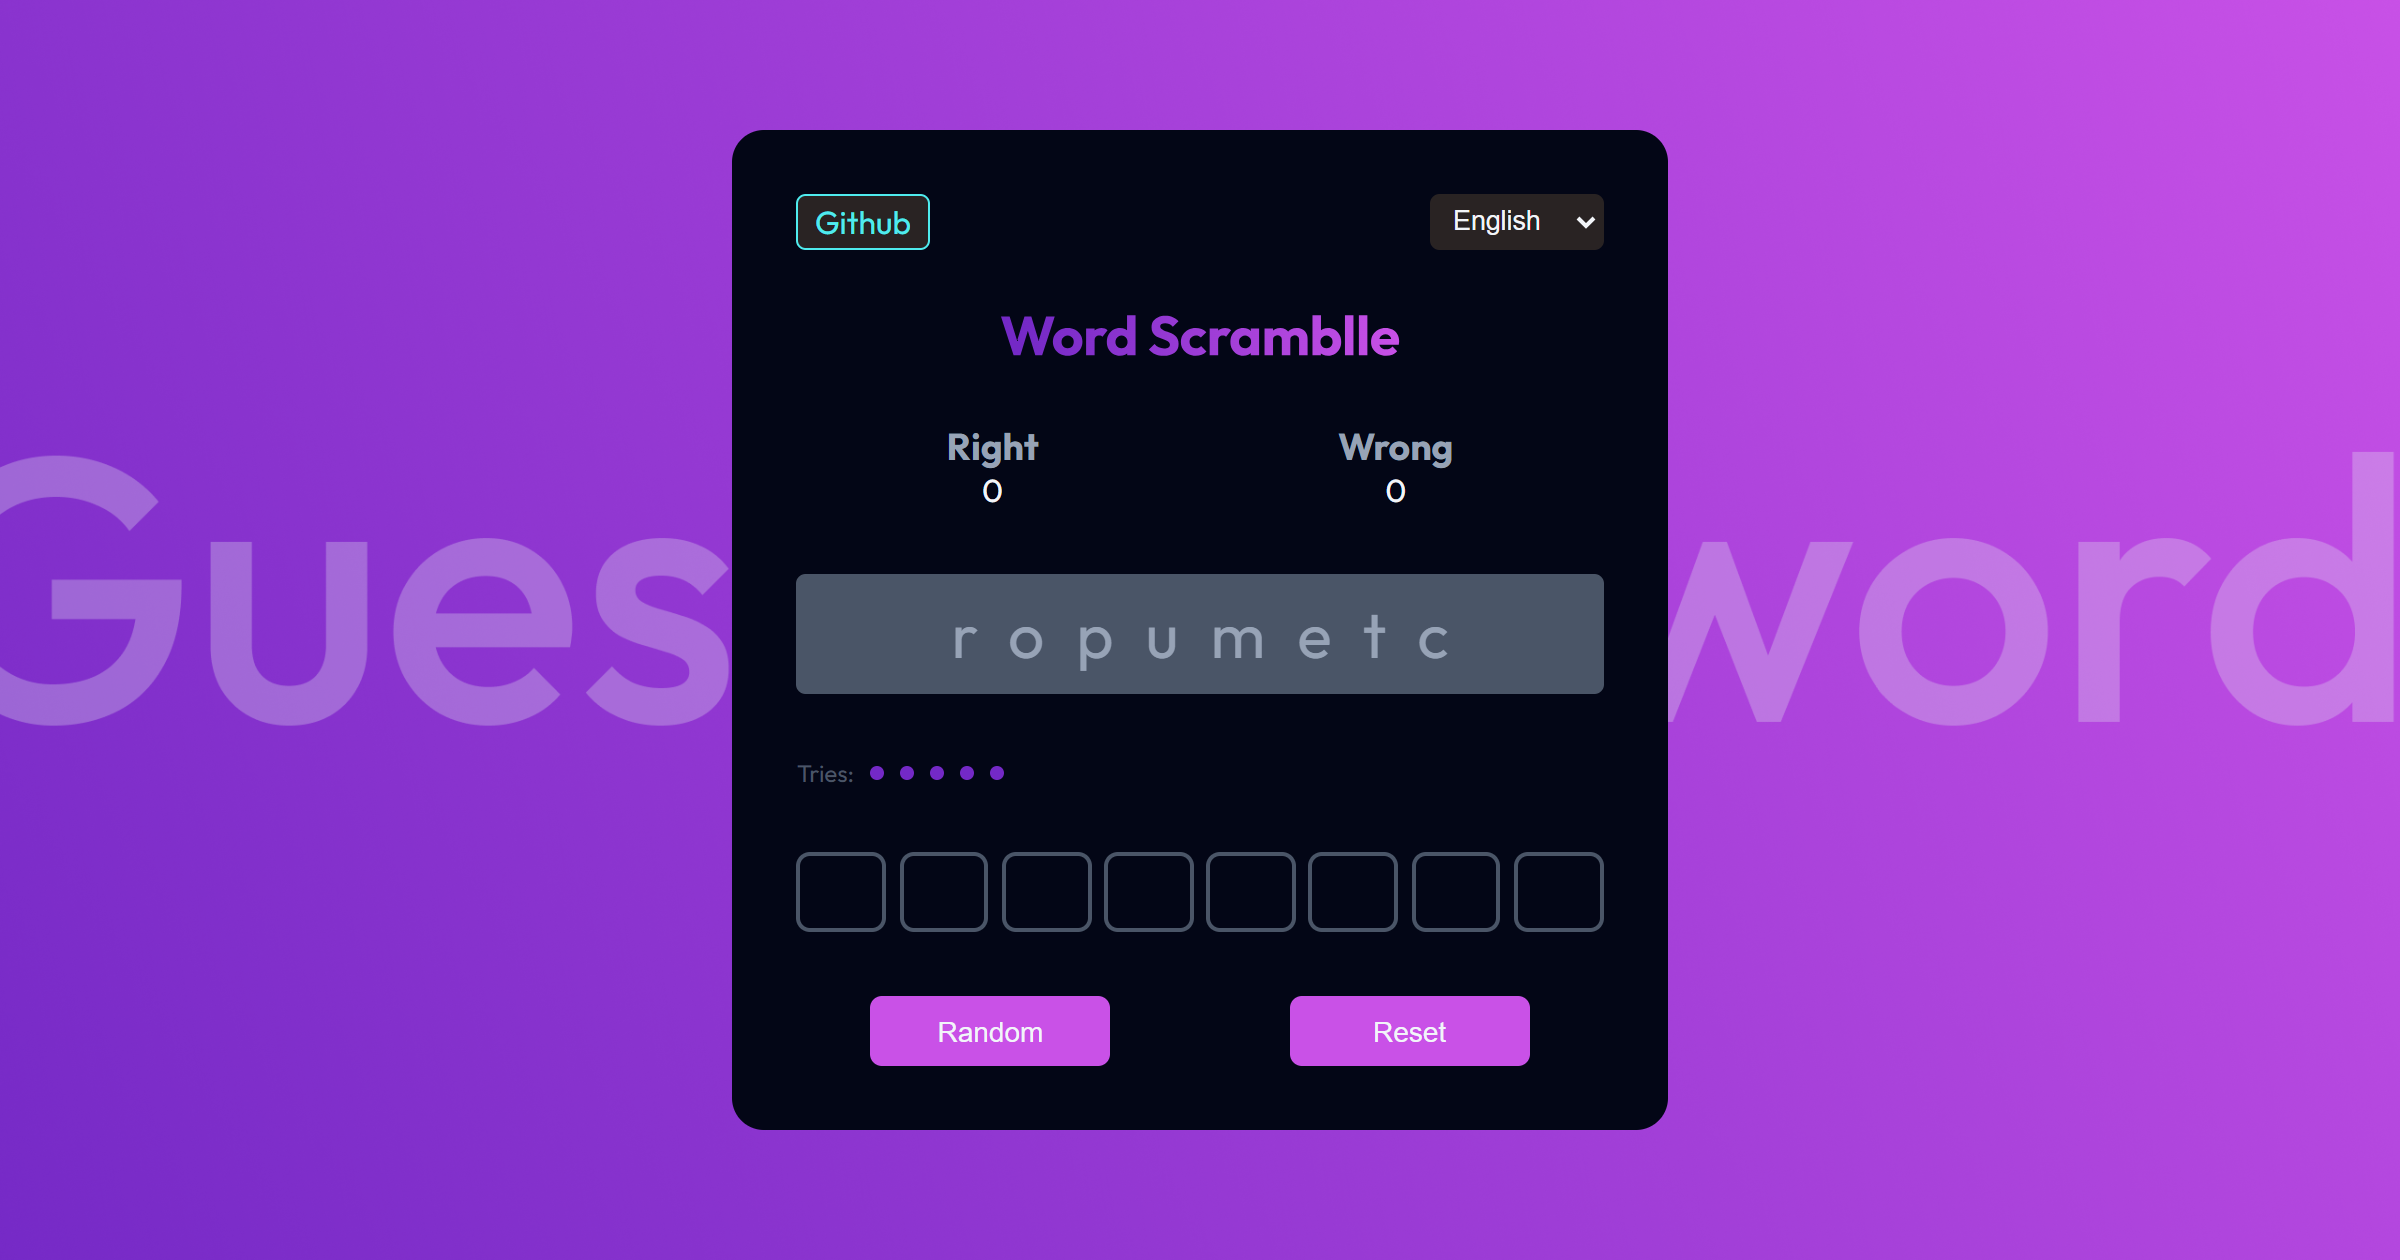 Github
English
Word Scramblle
Right
Wrong
0
0
Gues
word
r o p u m e t c
Tries:
Random
Reset